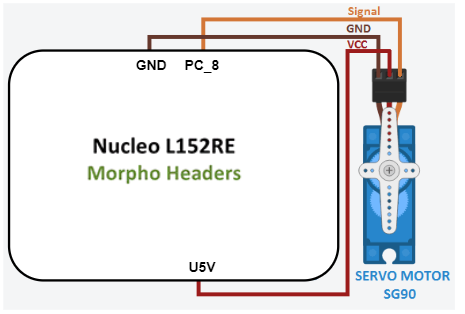 Signal
GND
VCC
GND PC_8
Nucleo L152RE
Morpho Headers
U5V
SERVO MOTOR
SG90